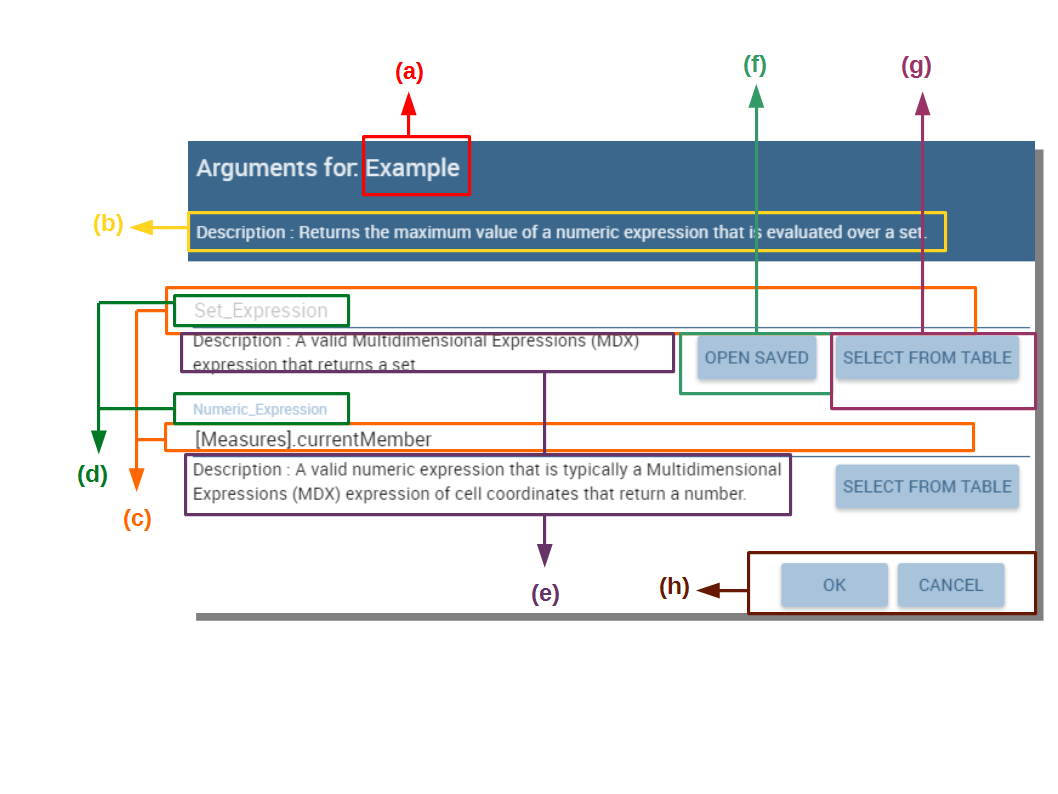 (a)
(f)
(g)
Arguments for: Example
(b)
Description : Returns the maximum value of a numeric expression that is evaluated over a set.
Set_Expression
Description : A valid Multidimensional Expressions (MDX)
expression that returns a set
OPEN SAVED
SELECT FROM TABLE
Numeric_Expression
[Measures].currentMember
Description : A valid numeric expression that is typically a Multidimensional
Expressions (MDX) expression of cell coordinates that return a number.
SELECT FROM TABLE
(d)
(c)
(e)
(h)
OK
CANCEL